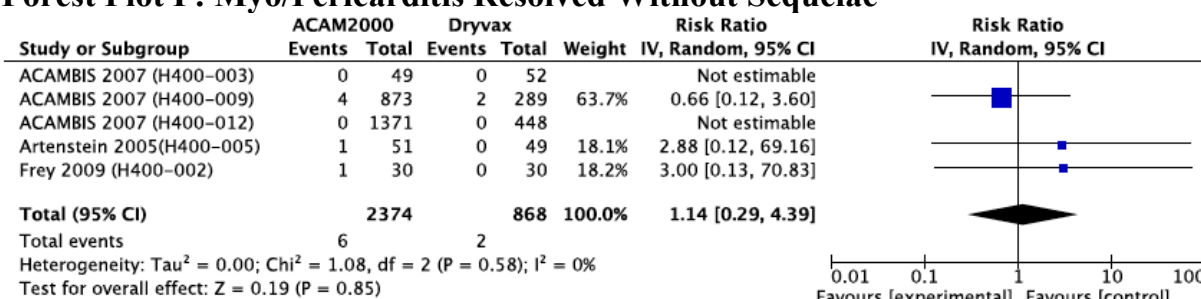 Forest Plot F: Myo/Pericarditis Resolved Without Sequelae
ACAM2000 Dryvax Risk Ratio Risk Ratio
Study or Subgroup Events Total Events Total Weight IV, Random, 95% CI IV, Random, 95% CI
ACAMBIS 2007 (H400-003) 0 49 0 52 Not estimable
ACAMBIS 2007 (H400-009) 4 873 2 289 63.7% 0.66 [0.12, 3.60]
ACAMBIS 2007 (H400-012) 0 1371 0 448 Not estimable
Artenstein 2005(H400-005) 1 51 0 49 18.1% 2.88 [0.12, 69.16]
Frey 2009 (H400-002) 1 30 0 30 18.2% 3.00 [0.13, 70.83]
Total (95% CI) 2374 868 100.0% 1.14 [0.29, 4.39]
Total events 6 2
Heterogeneity: Tau² = 0.00; Chi² = 1.08, df = 2 (P = 0.58); I² = 0%
Test for overall effect: Z = 0.19 (P = 0.85)
0.01 0.1 1 10 100
Favours [experimental] Favours [control]